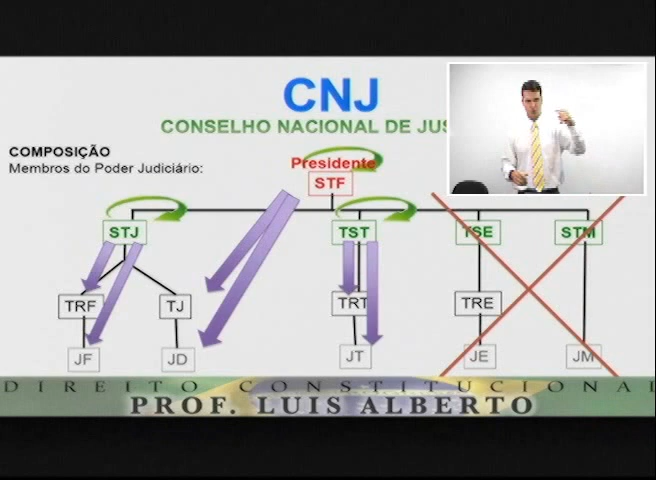 CNJ
CONSELHO NACIONAL DE JUS
COMPOSIÇÃO
Membros do Poder Judiciário:
Presidente
STF
STJ TST TSE STM
TRF TJ TRT TRE
JF JD JT JE JM
DIREITO CONSTITUCIONAL
PROF. LUIS ALBERTO